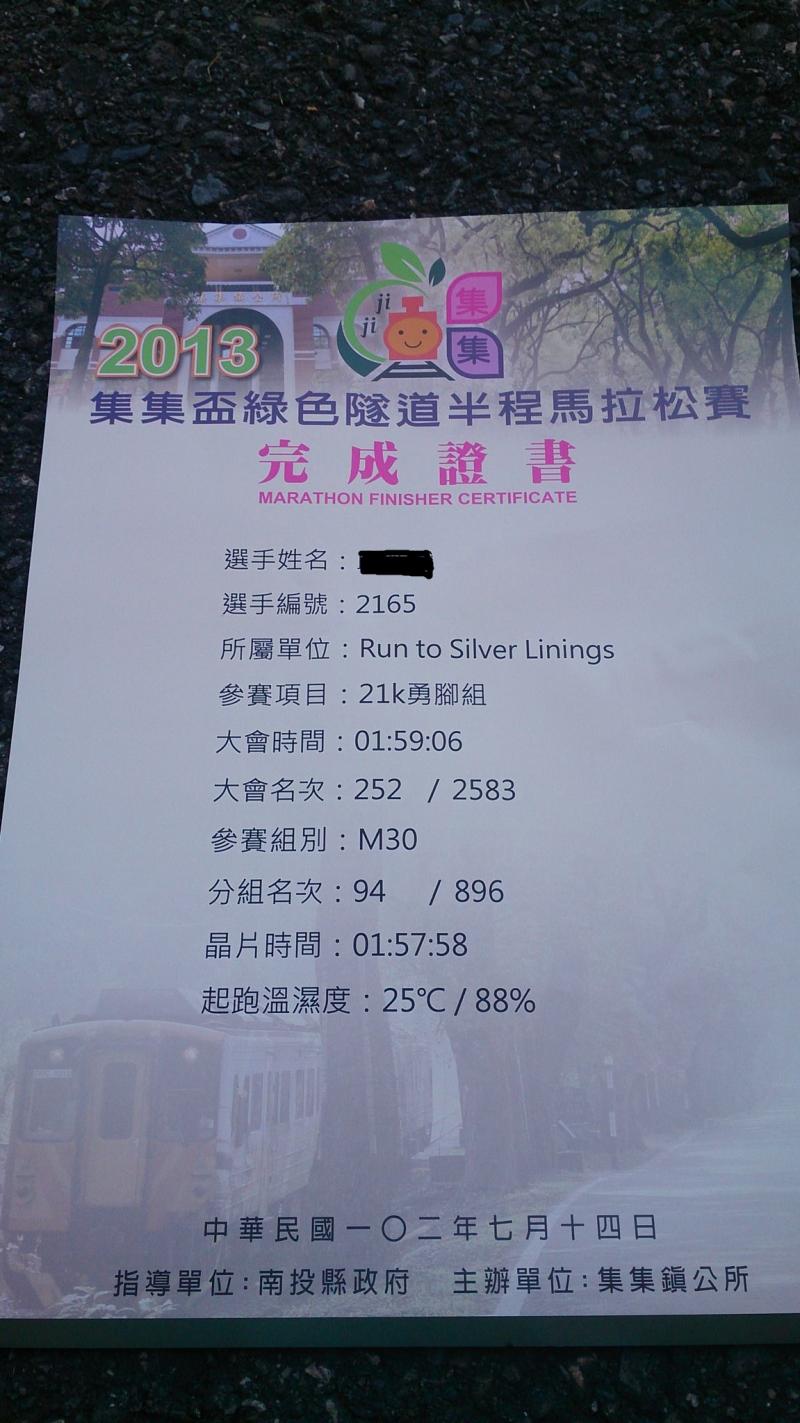 集集鎮公所
ji
ji
集
集
2013
集集盃綠色隧道半程馬拉松賽
完成證書
MARATHON FINISHER CERTIFICATE
選手姓名：
選手編號：2165
所屬單位：Run to Silver Linings
參賽項目：21k勇腳組
大會時間：01:59:06
大會名次：252 / 2583
參賽組別：M30
分組名次：94 / 896
晶片時間：01:57:58
起跑溫濕度：25℃ / 88%
中華民國一〇二年七月十四日
指導單位:南投縣政府 主辦單位:集集鎮公所